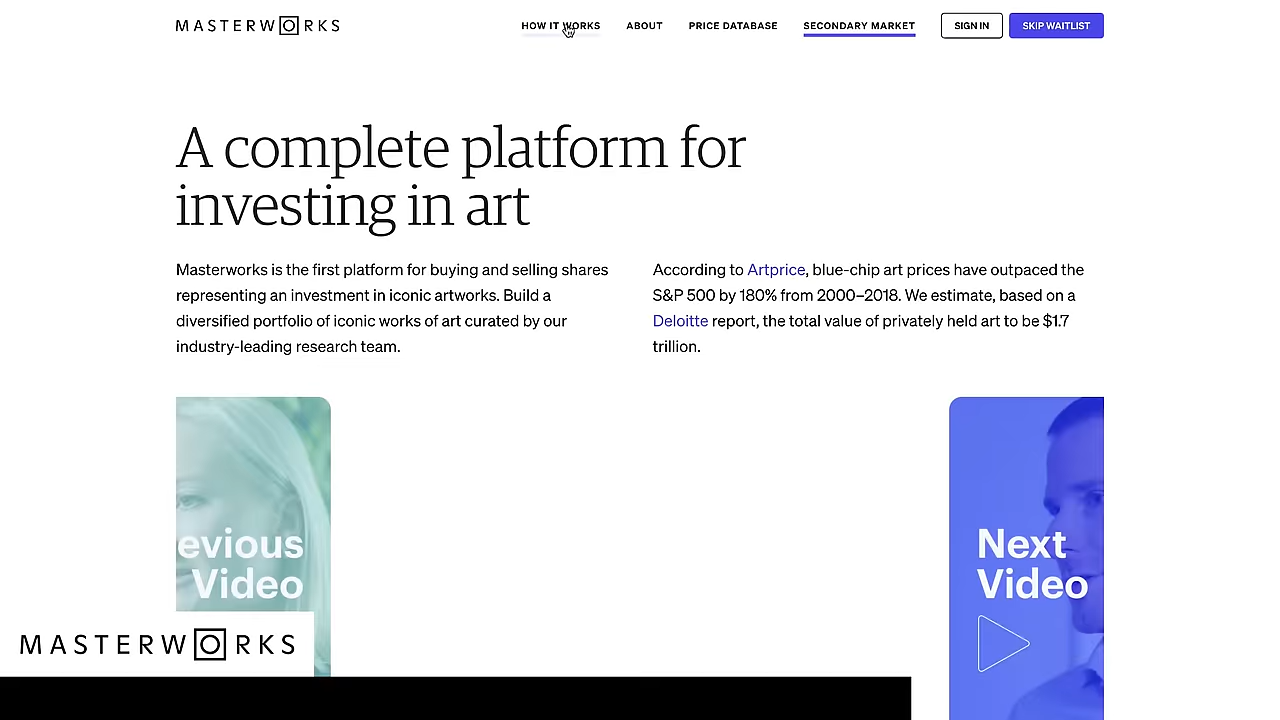 MASTERWORKS
HOW IT WORKS
ABOUT
PRICE DATABASE
SECONDARY MARKET
SIGN IN
SKIP WAITLIST
A complete platform for
investing in art
Masterworks is the first platform for buying and selling shares
representing an investment in iconic artworks. Build a
diversified portfolio of iconic works of art curated by our
industry-leading research team.
According to Artprice, blue-chip art prices have outpaced the
S&P 500 by 180% from 2000–2018. We estimate, based on a
Deloitte report, the total value of privately held art to be $1.7
trillion.
evious
Video
Next
Video
MASTERWORKS